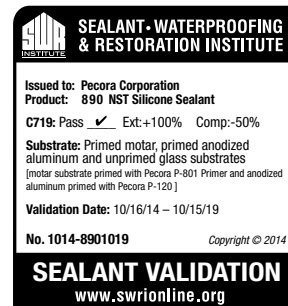 SWR
INSTITUTE
SEALANT • WATERPROOFING
& RESTORATION INSTITUTE
Issued to: Pecora Corporation
Product: 890 NST Silicone Sealant
C719: Pass ✔ Ext:+100% Comp:-50%
Substrate: Primed motar, primed anodized
aluminum and unprimed glass substrates
[motar substrate primed with Pecora P-801 Primer and anodized
aluminum primed with Pecora P-120 ]
Validation Date: 10/16/14 – 10/15/19
No. 1014-8901019 Copyright © 2014
SEALANT VALIDATION
www.swrionline.org